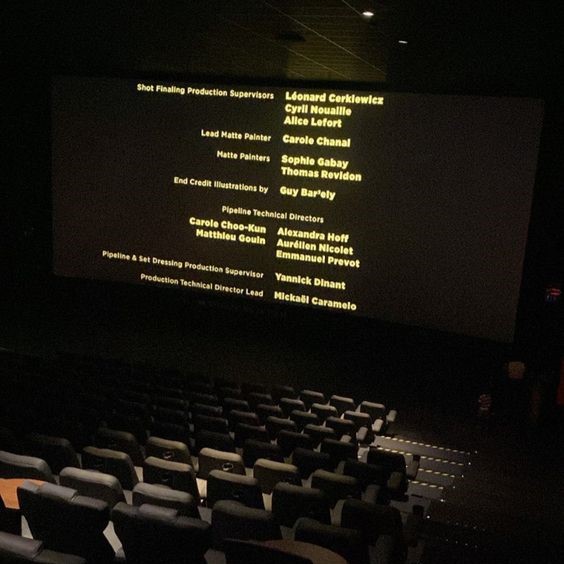 Shot Finaling Production Supervisors Léonard Cerkiewicz
Cyril Nouaille
Alice Lefort
Lead Matte Painter Carole Chanal
Matte Painters Sophie Gabay
Thomas Revidon
End Credit Illustrations by Guy Bar'ely
Pipeline Technical Directors
Carole Choo-Kun Alexandra Hoff
Matthieu Gouin Aurélien Nicolet
Emmanuel Prevot
Pipeline & Set Dressing Production Supervisor Yannick Dinant
Production Technical Director Lead Mickaël Caramelo